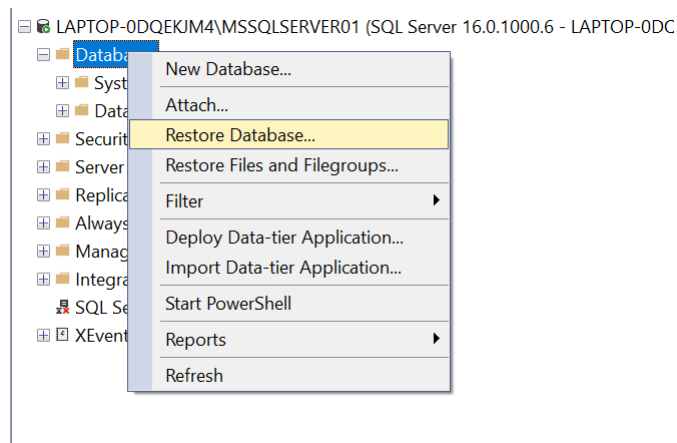 LAPTOP-0DQEKJM4\MSSQLSERVER01 (SQL Server 16.0.1000.6 - LAPTOP-0DQ
Databa
New Database...
Syst
Attach...
Data
Restore Database...
Securit
Restore Files and Filegroups...
Server
Replica
Filter
Always
Deploy Data-tier Application...
Manag
Import Data-tier Application...
Integra
Start PowerShell
SQL Se
XEvent
Reports
Refresh